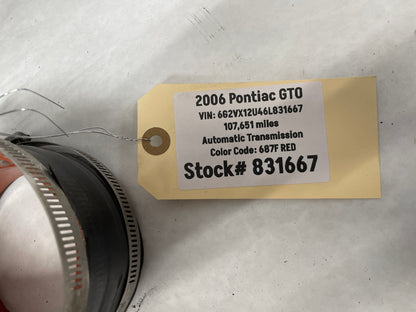 2006 Pontiac GTO
VIN: 6G2VX12U46L831667
107,651 miles
Automatic Transmission
Color Code: 687F RED
Stock# 831667